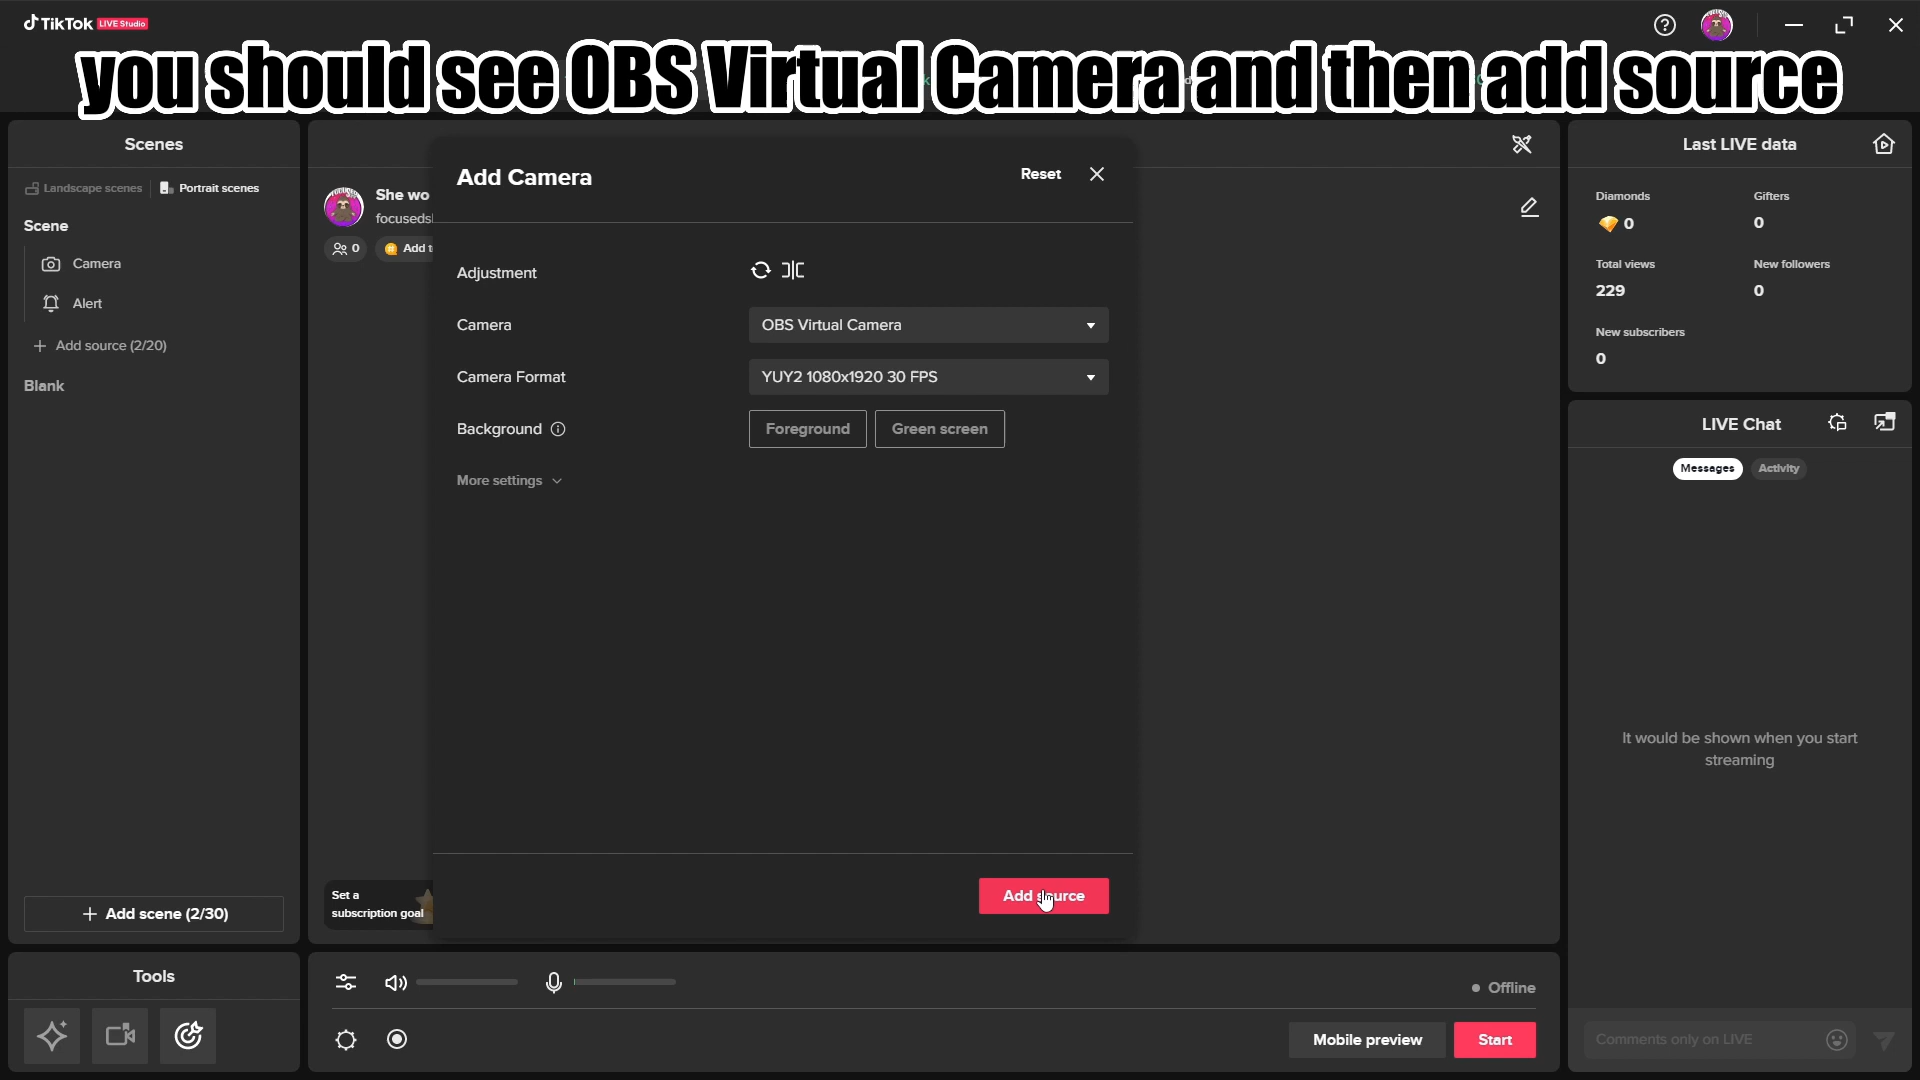 TikTok LIVE Studio
you should see OBS Virtual Camera and then add source
Scenes
Landscape scenes
Portrait scenes
Scene
Camera
Alert
Add source (2/20)
Blank
Add scene (2/30)
Tools
She wo
0
Add t
Set a
subscription goal
Add Camera
Reset
Adjustment
Camera
OBS Virtual Camera
Camera Format
YUY2 1080x1920 30 FPS
Background
Foreground
Green screen
More settings
Add source
Offline
Mobile preview
Start
Last LIVE data
Diamonds
Gifters
0
0
Total views
New followers
229
0
New subscribers
0
LIVE Chat
Messages
Activity
It would be shown when you start
streaming
Comments only on LIVE